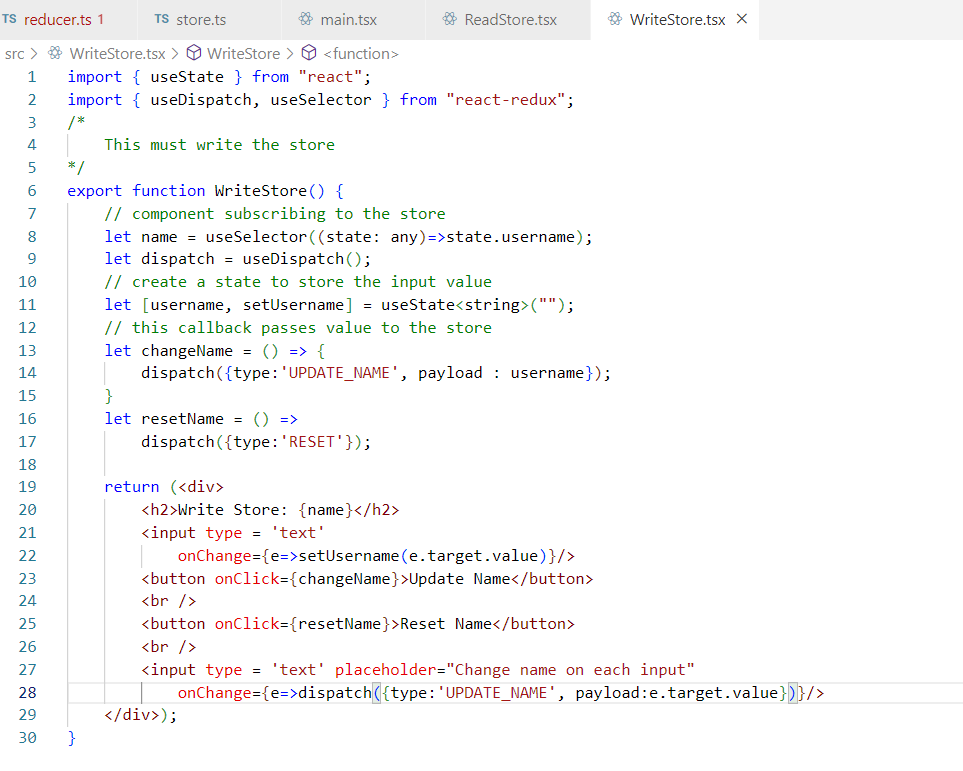 TS reducer.ts 1 TS store.ts main.tsx ReadStore.tsx WriteStore.tsx ×
src > WriteStore.tsx > WriteStore > <function>
1 import { useState } from "react";
2 import { useDispatch, useSelector } from "react-redux";
3 /*
4     This must write the store
5 */
6 export function WriteStore() {
7     // component subscribing to the store
8     let name = useSelector((state: any)=>state.username);
9     let dispatch = useDispatch();
10     // create a state to store the input value
11     let [username, setUsername] = useState<string>("");
12     // this callback passes value to the store
13     let changeName = () => {
14         dispatch({type:'UPDATE_NAME', payload : username});
15     }
16     let resetName = () =>
17         dispatch({type:'RESET'});
18
19     return (<div>
20         <h2>Write Store: {name}</h2>
21         <input type = 'text'
22             onChange={e=>setUsername(e.target.value)}/>
23         <button onClick={changeName}>Update Name</button>
24         <br />
25         <button onClick={resetName}>Reset Name</button>
26         <br />
27         <input type = 'text' placeholder="Change name on each input"
28             onChange={e=>dispatch({type:'UPDATE_NAME', payload:e.target.value})}/>
29     </div>);
30 }